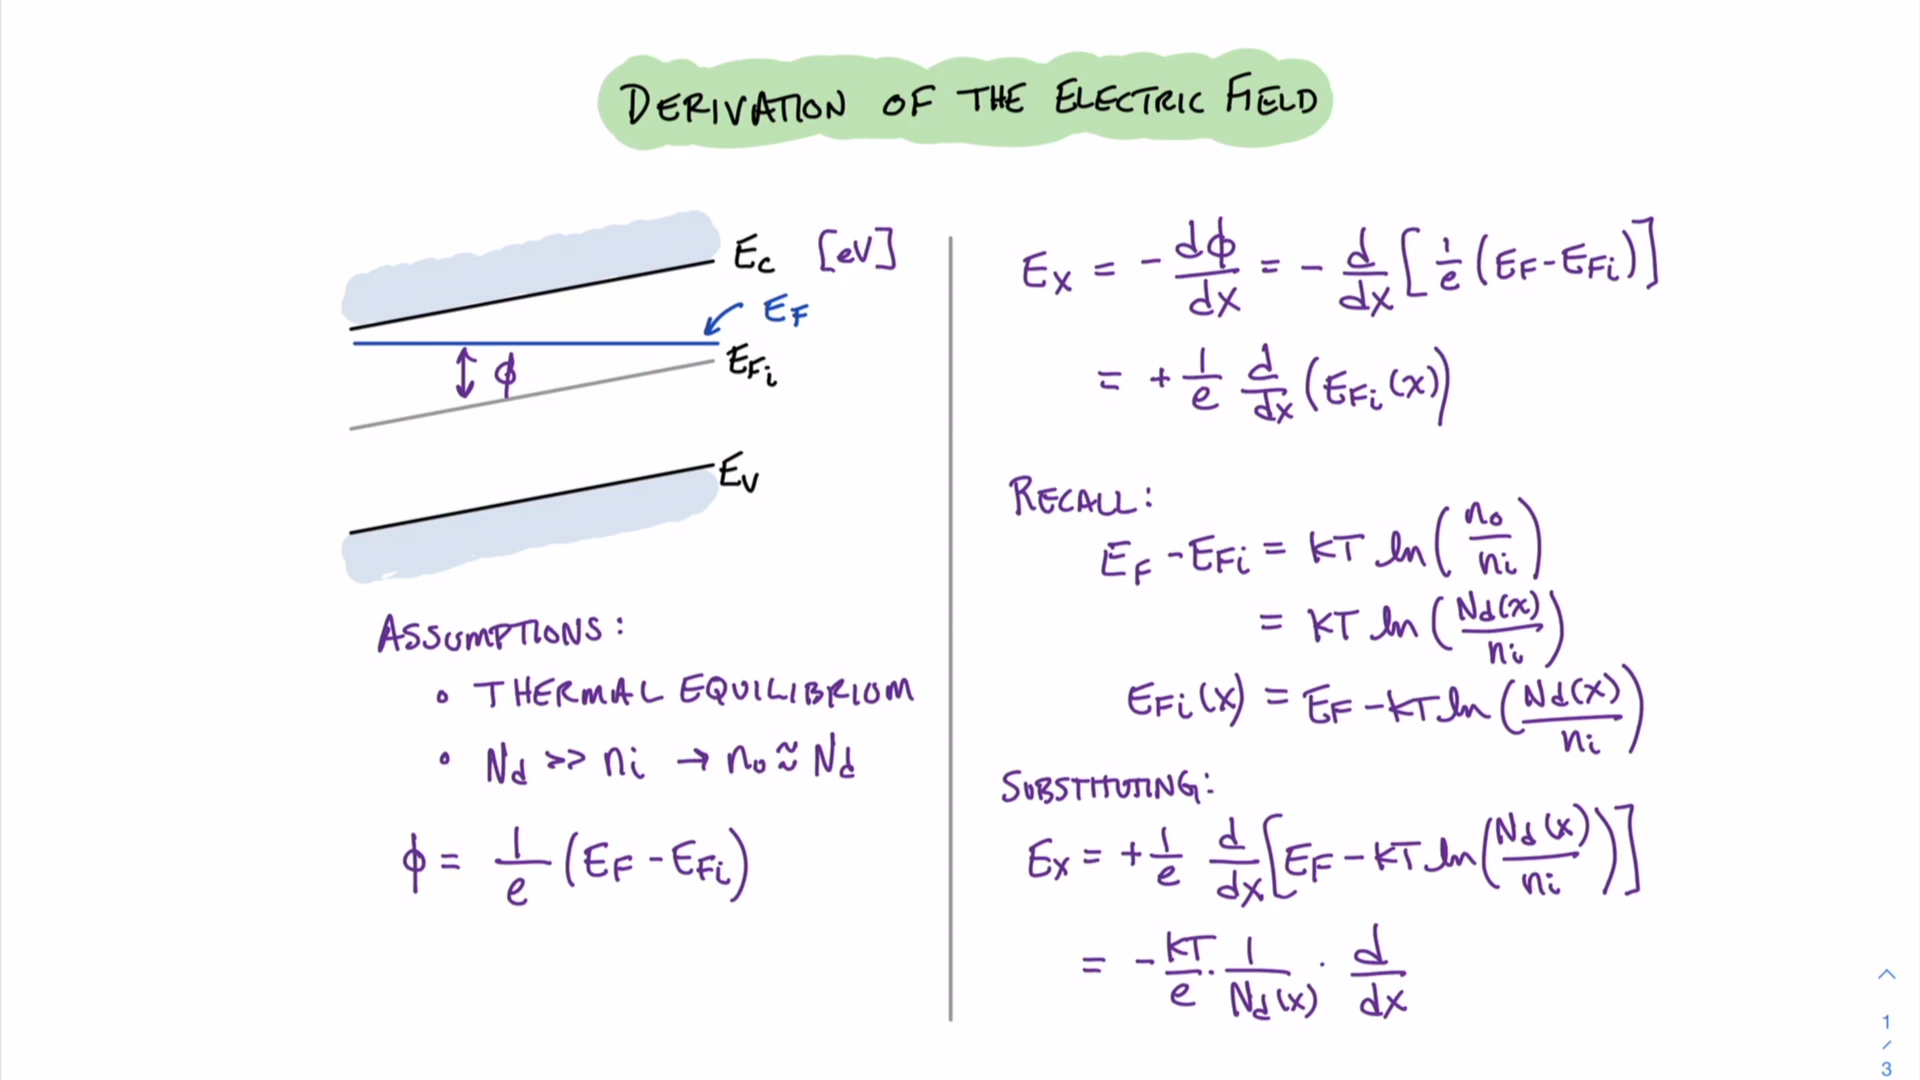 DERIVATION OF THE ELECTRIC FIELD
Ec [eV]
EF
EFi
ϕ
Ev
ASSUMPTIONS:
• THERMAL EQUILIBRIUM
• Nd >> ni → n₀ ≈ Nd
ϕ = 1/e (EF - EFi)
Ex = - dϕ/dx = - d/dx [1/e (EF - EFi)]
= + 1/e d/dx (EFi(x))
RECALL:
EF - EFi = kT ln(n₀/ni)
= kT ln(Nd(x)/ni)
EFi(x) = EF - kT ln(Nd(x)/ni)
SUBSTITUTING:
Ex = + 1/e d/dx [EF - kT ln(Nd(x)/ni)]
= - kT/e · 1/Nd(x) · d/dx
1
/
3